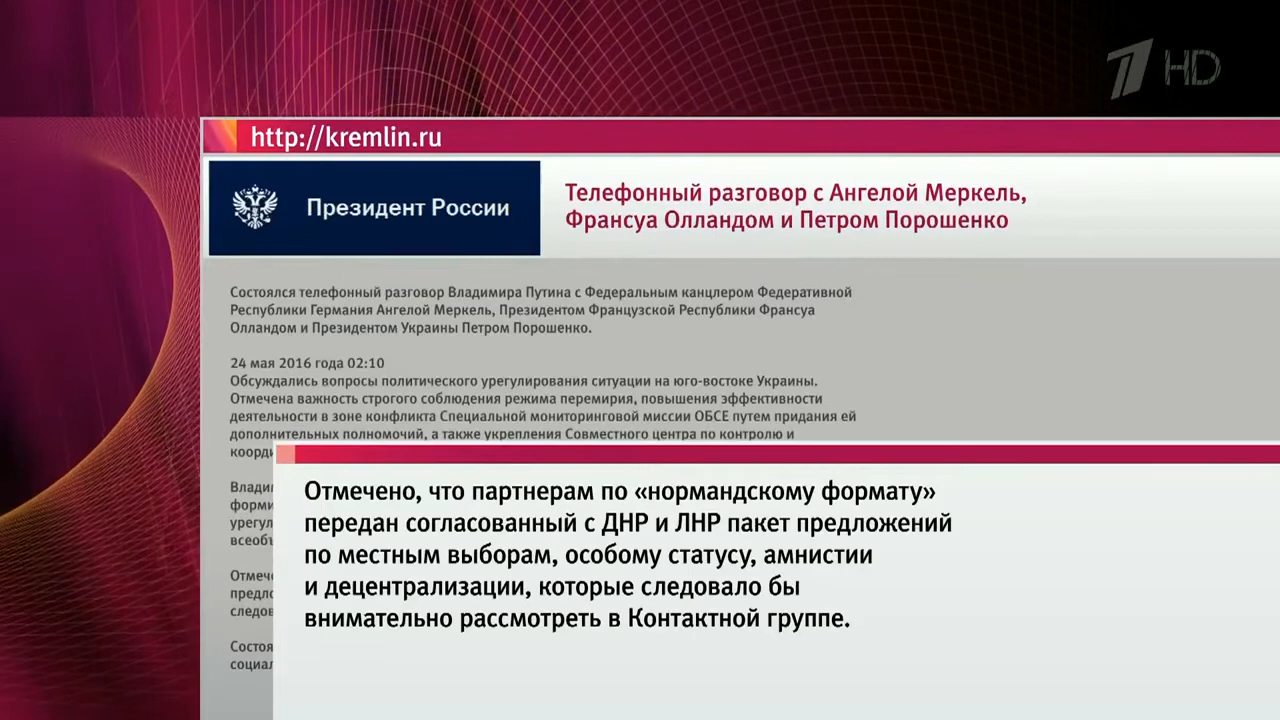 1 HD
http://kremlin.ru
Президент России
Телефонный разговор с Ангелой Меркель,
Франсуа Олландом и Петром Порошенко
Состоялся телефонный разговор Владимира Путина с Федеральным канцлером Федеративной
Республики Германия Ангелой Меркель, Президентом Французской Республики Франсуа
Олландом и Президентом Украины Петром Порошенко.
24 мая 2016 года 02:10
Обсуждались вопросы политического урегулирования ситуации на юго-востоке Украины.
Отмечена важность строгого соблюдения режима перемирия, повышения эффективности
деятельности в зоне конфликта Специальной мониторинговой миссии ОБСЕ путем придания ей
дополнительных полномочий, а также укрепления Совместного центра по контролю и
Отмечено, что партнерам по «нормандскому формату»
передан согласованный с ДНР и ЛНР пакет предложений
по местным выборам, особому статусу, амнистии
и децентрализации, которые следовало бы
внимательно рассмотреть в Контактной группе.